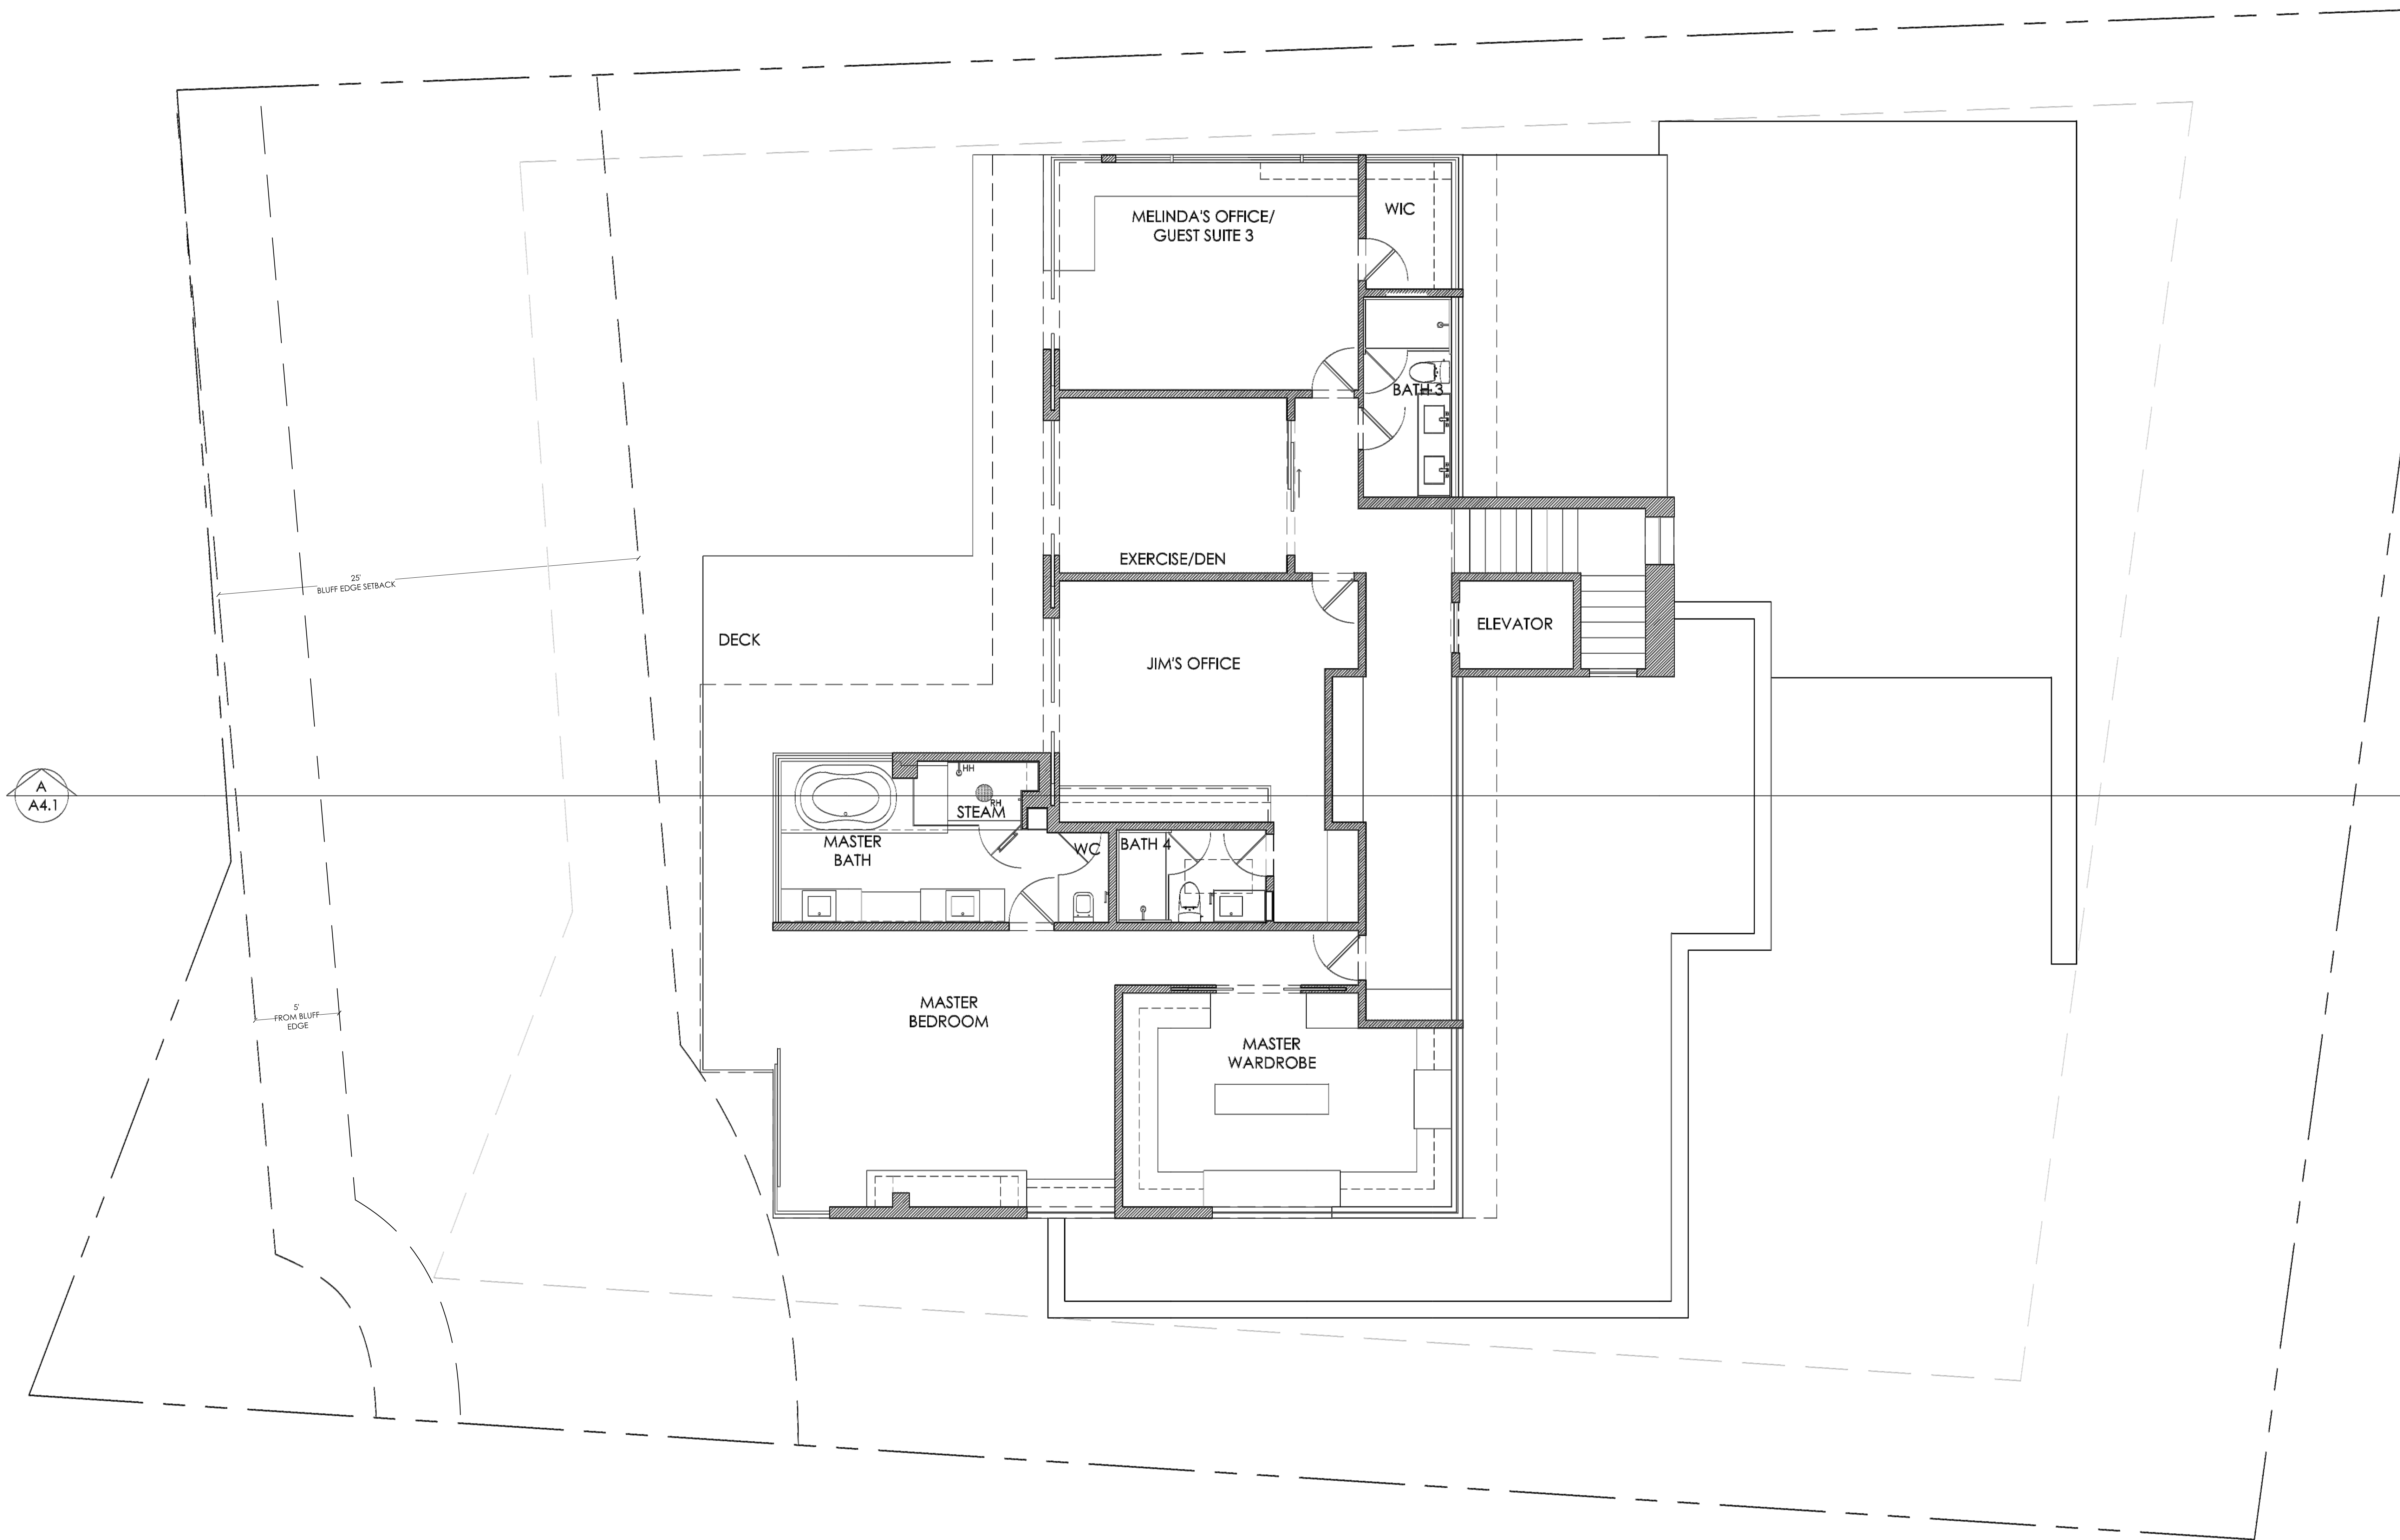 MELINDA'S OFFICE/
GUEST SUITE 3
WIC
BATH 3
EXERCISE/DEN
25'
BLUFF EDGE SETBACK
ELEVATOR
DECK
JIM'S OFFICE
A
A4.1
HH
RH
STEAM
MASTER
BATH
WC
BATH 4
MASTER
BEDROOM
5'
FROM BLUFF
EDGE
MASTER
WARDROBE